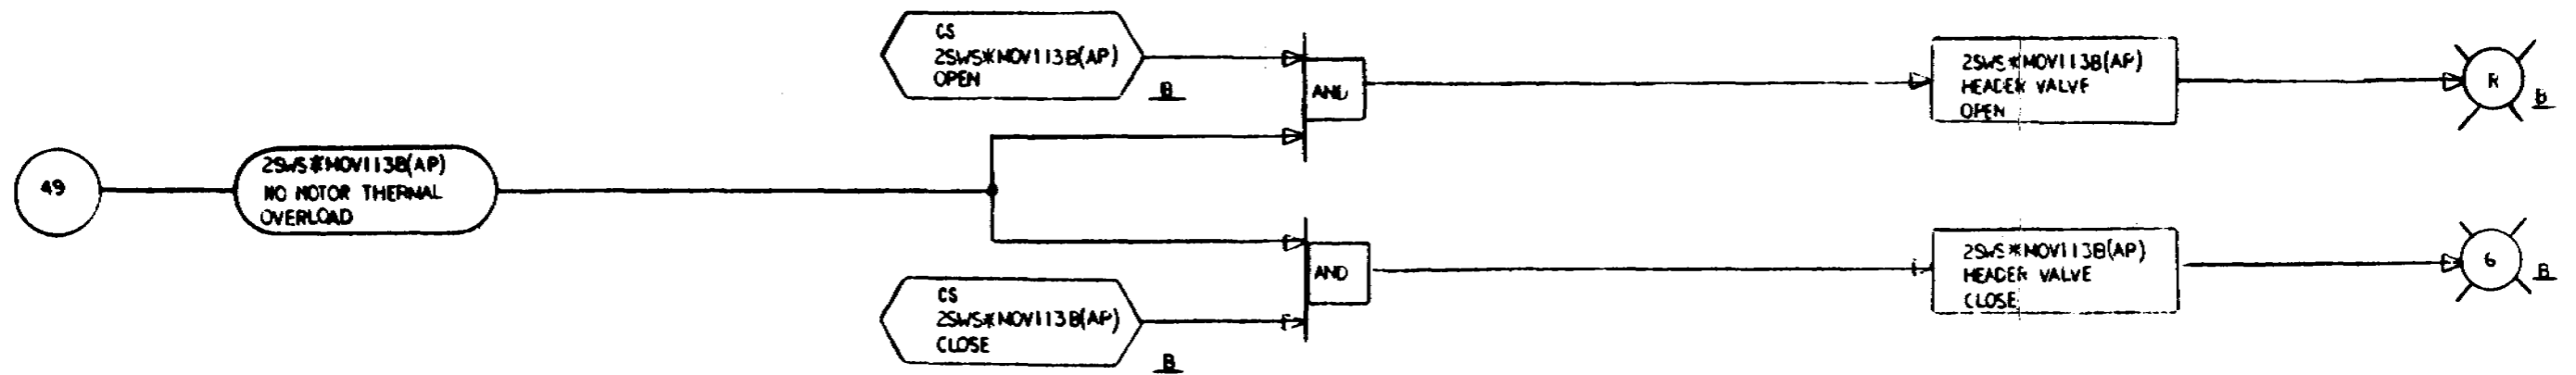 CS
2SWS*MOV113B(AP)
OPEN
B
AND
2SWS*MOV113B(AP)
HEADER VALVE
OPEN
R
B
49
2SWS*MOV113B(AP)
NO MOTOR THERMAL
OVERLOAD
AND
2SWS*MOV113B(AP)
HEADER VALVE
CLOSE
G
B
CS
2SWS*MOV113B(AP)
CLOSE
B